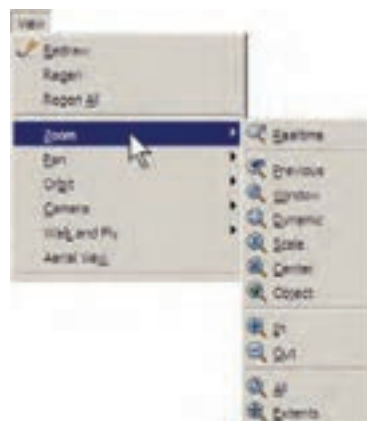 View
Redraw
Regen
Regen All
Zoom
Pan
Orbit
Camera
Walk and Fly
Aerial View
Realtime
Previous
Window
Dynamic
Scale
Center
Object
In
Out
All
Extents